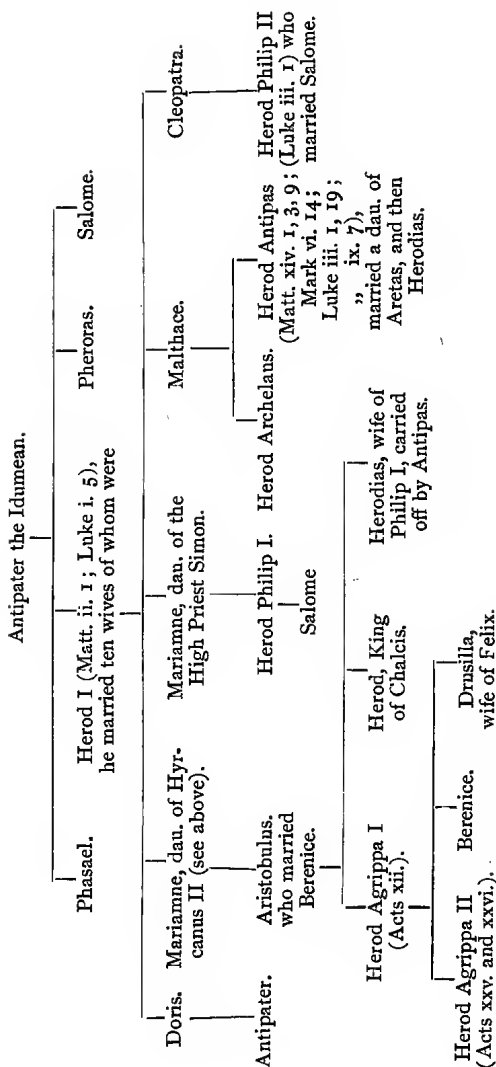 Antipater the Idumean.
Phasael.
Herod I (Matt. ii. 1 ; Luke i. 5),
he married ten wives of whom were
Pheroras.
Salome.
Doris.
Mariamne, dau. of Hyr-
canus II (see above).
Mariamne, dau. of the
High Priest Simon.
Malthace.
Cleopatra.
Antipater.
Aristobulus.
who married
Berenice.
Herod Philip I.
Salome
Herod Archelaus.
Herod Antipas
(Matt. xiv. 1, 3, 9 ;
Mark vi. 14;
Luke iii. 1, 19 ;
,, ix. 7),
married a dau. of
Aretas, and then
Herodias.
Herod Philip II
(Luke iii. 1) who
married Salome.
Herod Agrippa I
(Acts xii.).
Herod, King
of Chalcis.
Herodias, wife of
Philip I, carried
off by Antipas.
Herod Agrippa II
(Acts xxv. and xxvi.).
Berenice.
Drusilla,
wife of Felix.